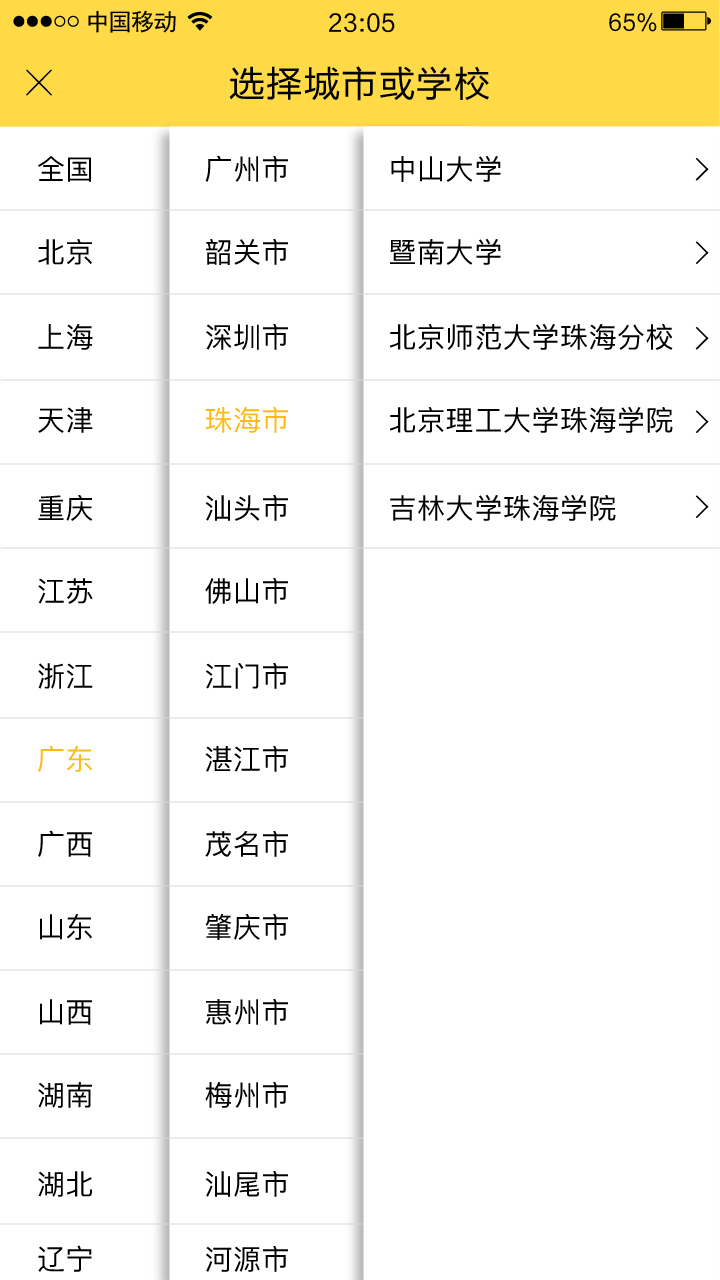 中国移动 23:05 65%
选择城市或学校
全国 广州市 中山大学
北京 韶关市 暨南大学
上海 深圳市 北京师范大学珠海分校
天津 珠海市 北京理工大学珠海学院
重庆 汕头市 吉林大学珠海学院
江苏 佛山市
浙江 江门市
广东 湛江市
广西 茂名市
山东 肇庆市
山西 惠州市
湖南 梅州市
湖北 汕尾市
辽宁 河源市